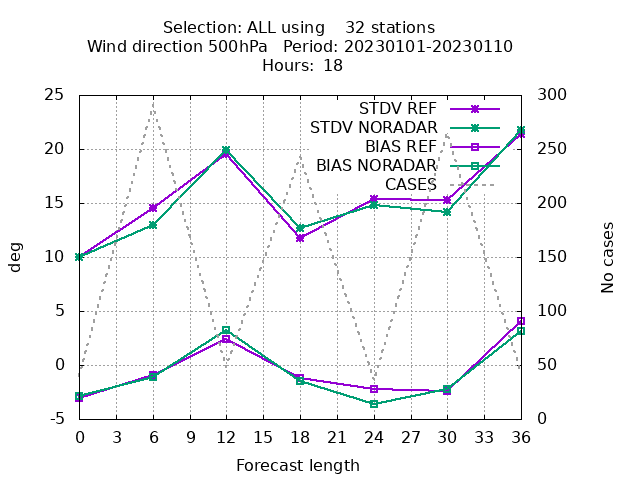 Selection: ALL using    32 stations
Wind direction 500hPa   Period: 20230101-20230110
Hours: 18
25 300
STDV REF
STDV NORADAR
20 250
BIAS REF
BIAS NORADAR
CASES
15 200
deg
10 150
No cases
5 100
0 50
-5 0
0 3 6 9 12 15 18 21 24 27 30 33 36
Forecast length